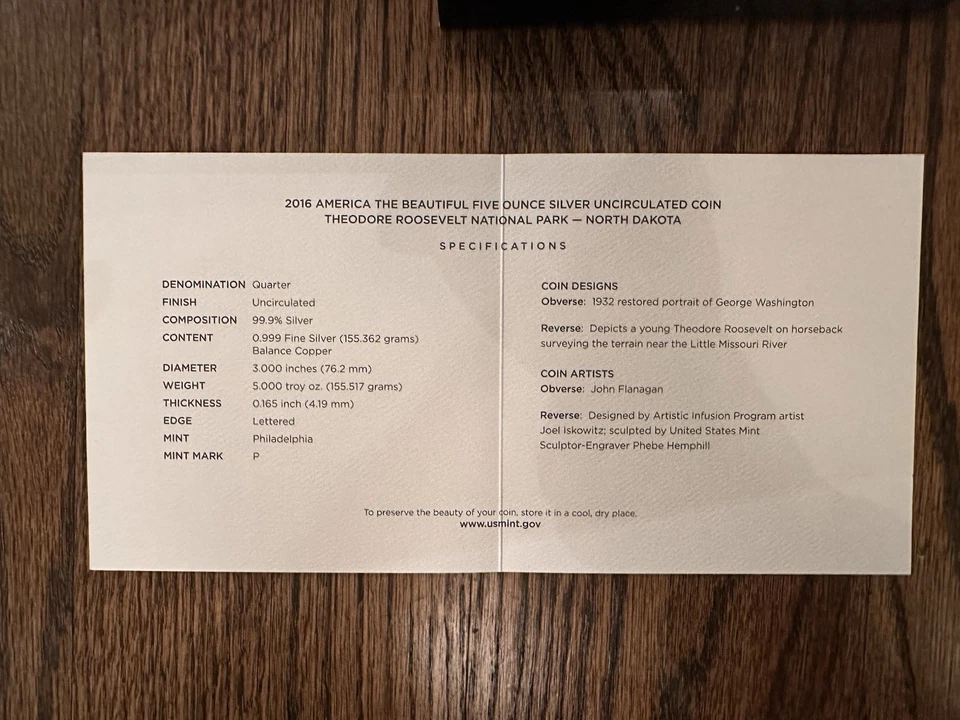 2016 AMERICA THE BEAUTIFUL FIVE OUNCE SILVER UNCIRCULATED COIN
THEODORE ROOSEVELT NATIONAL PARK — NORTH DAKOTA
SPECIFICATIONS
DENOMINATION Quarter
FINISH Uncirculated
COMPOSITION 99.9% Silver
CONTENT 0.999 Fine Silver (155.362 grams)
Balance Copper
DIAMETER 3.000 inches (76.2 mm)
WEIGHT 5.000 troy oz. (155.517 grams)
THICKNESS 0.165 inch (4.19 mm)
EDGE Lettered
MINT Philadelphia
MINT MARK P
COIN DESIGNS
Obverse: 1932 restored portrait of George Washington
Reverse: Depicts a young Theodore Roosevelt on horseback
surveying the terrain near the Little Missouri River
COIN ARTISTS
Obverse: John Flanagan
Reverse: Designed by Artistic Infusion Program artist
Joel Iskowitz; sculpted by United States Mint
Sculptor-Engraver Phebe Hemphill
To preserve the beauty of your coin, store it in a cool, dry place.
www.usmint.gov